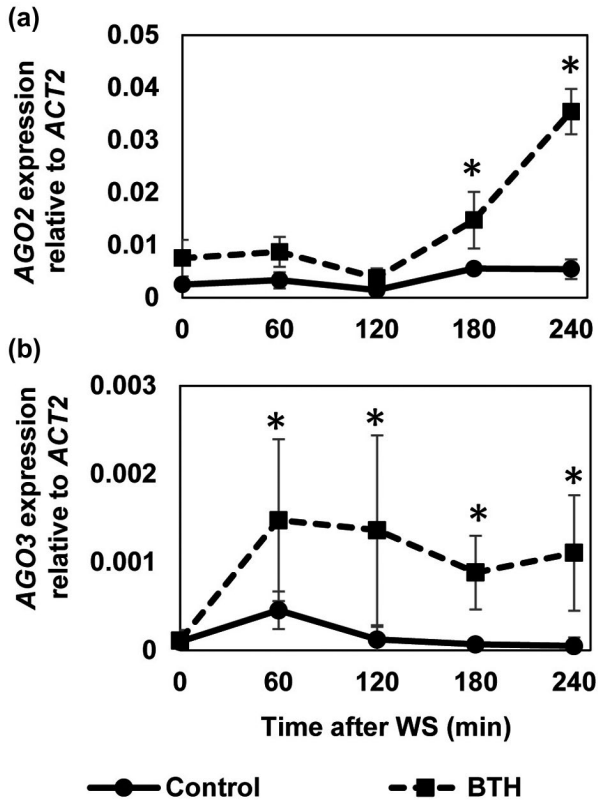 (a)
AGO2 expression
relative to ACT2
0.05
0.04
0.03
0.02
0.01
0
*
*
0 60 120 180 240
(b)
AGO3 expression
relative to ACT2
0.003
0.002
0.001
0
* * * *
0 60 120 180 240
Time after WS (min)
Control BTH